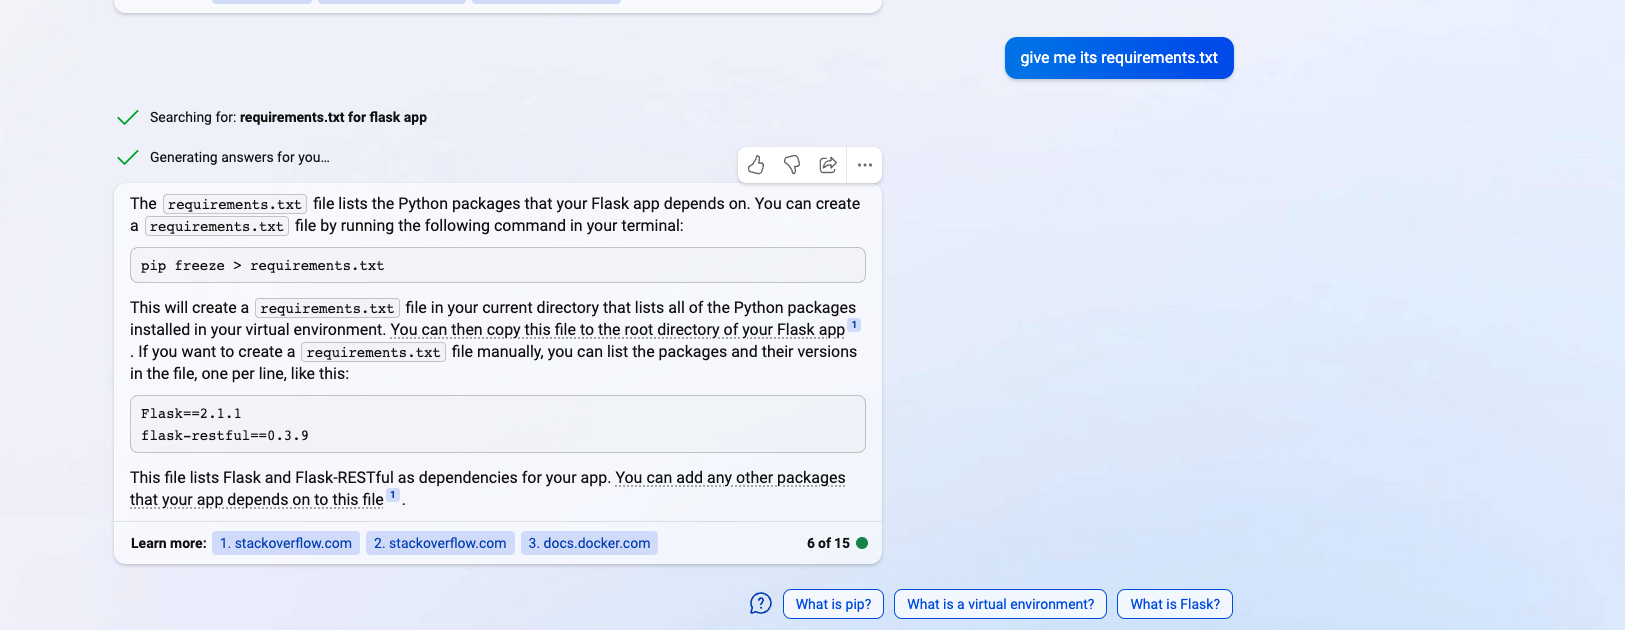 give me its requirements.txt
Searching for: requirements.txt for flask app
Generating answers for you...
The requirements.txt file lists the Python packages that your Flask app depends on. You can create
a requirements.txt file by running the following command in your terminal:
pip freeze > requirements.txt
This will create a requirements.txt file in your current directory that lists all of the Python packages
installed in your virtual environment. You can then copy this file to the root directory of your Flask app 1
. If you want to create a requirements.txt file manually, you can list the packages and their versions
in the file, one per line, like this:
Flask==2.1.1
flask-restful==0.3.9
This file lists Flask and Flask-RESTful as dependencies for your app. You can add any other packages
that your app depends on to this file 1 .
Learn more: 1. stackoverflow.com 2. stackoverflow.com 3. docs.docker.com 6 of 15
What is pip? What is a virtual environment? What is Flask?